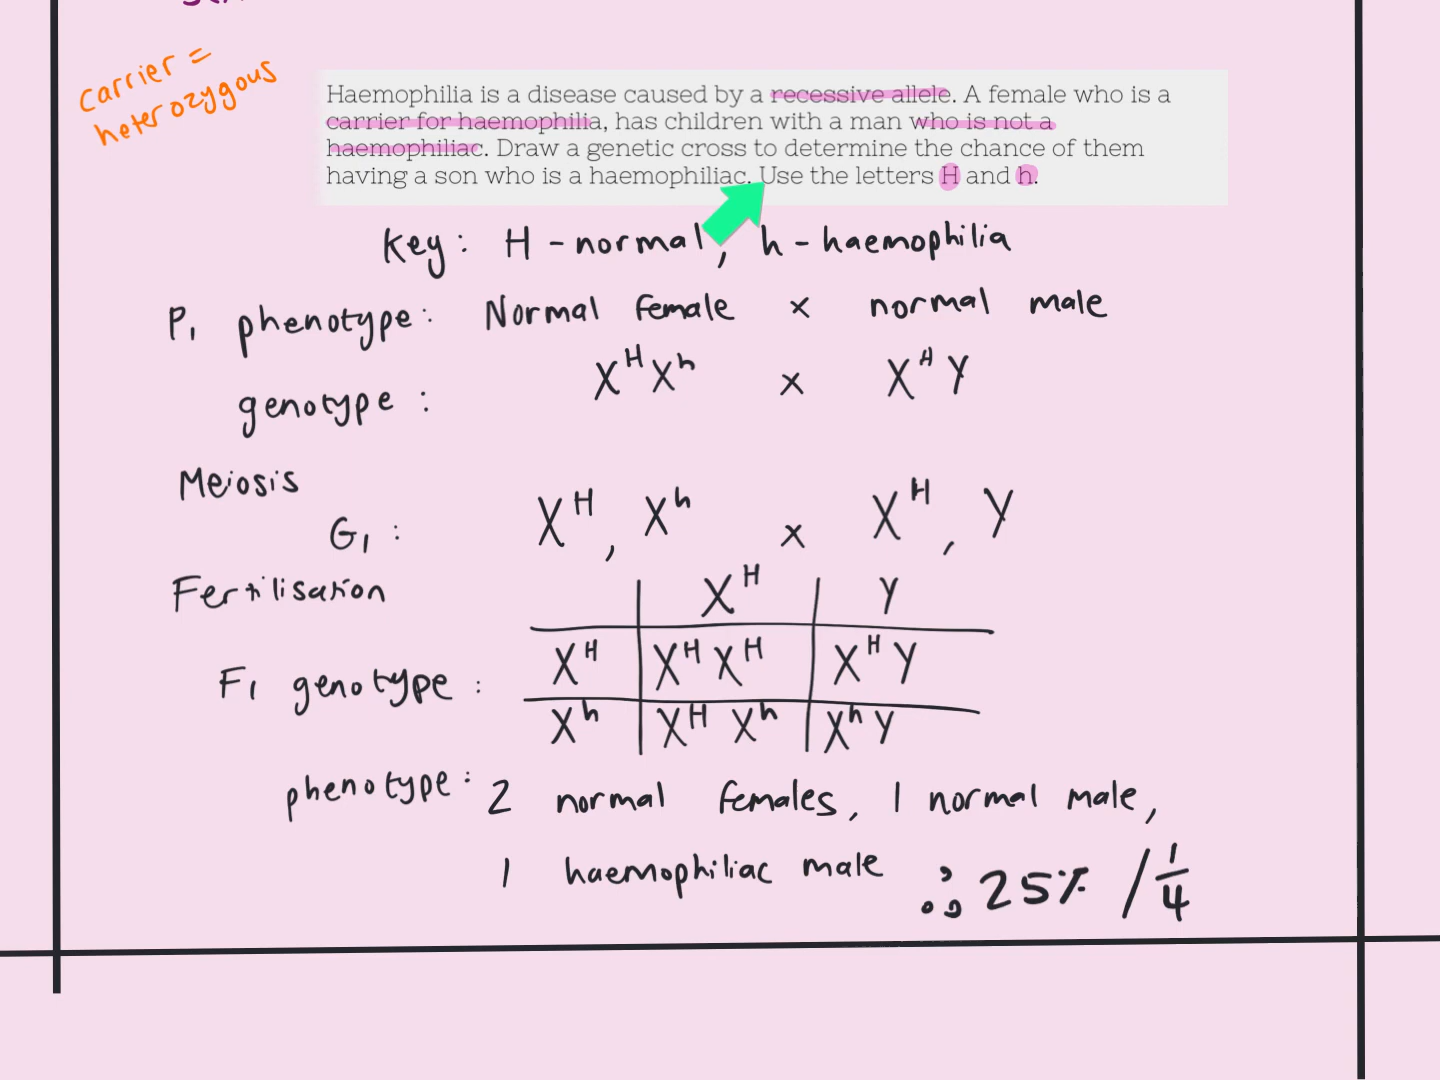 carrier =
heterozygous
Haemophilia is a disease caused by a recessive allele. A female who is a
carrier for haemophilia, has children with a man who is not a
haemophiliac. Draw a genetic cross to determine the chance of them
having a son who is a haemophiliac. Use the letters H and h.
Key: H - normal, h - haemophilia
P₁ phenotype: Normal female x normal male
genotype: XᴴXʰ x XᴴY
Meiosis
G₁: Xᴴ, Xʰ x Xᴴ, Y
Fertilisation
Xᴴ Y
F₁ genotype: Xᴴ XᴴXᴴ XᴴY
Xʰ XᴴXʰ XʰY
phenotype: 2 normal females, 1 normal male,
1 haemophiliac male ∴ 25% / 1/4